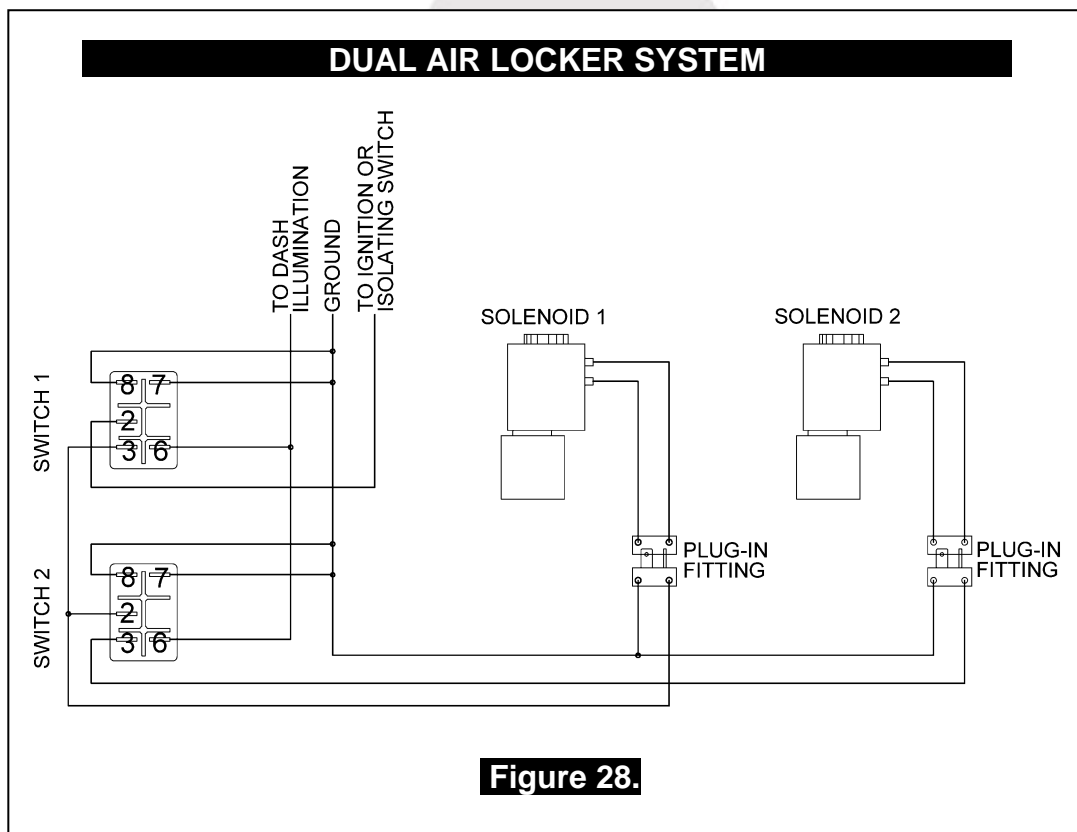 DUAL AIR LOCKER SYSTEM
TO DASH
ILLUMINATION
GROUND
TO IGNITION OR
ISOLATING SWITCH
SOLENOID 1
SOLENOID 2
SWITCH 1
8 7
2
3 6
PLUG-IN
FITTING
PLUG-IN
FITTING
SWITCH 2
8 7
2
3 6
Figure 28.